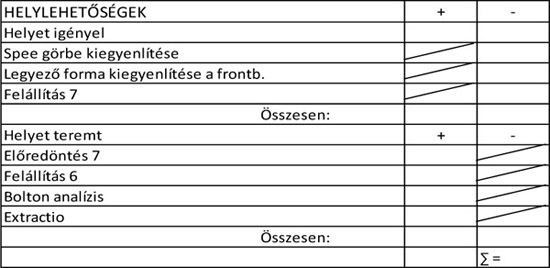 HELYLEHETŐSÉGEK + -
Helyet igényel
Spee görbe kiegyenlítése
Legyező forma kiegyenlítése a frontb.
Felállítás 7
Összesen:
Helyet teremt + -
Előredöntés 7
Felállítás 6
Bolton analízis
Extractio
Összesen:
∑ =